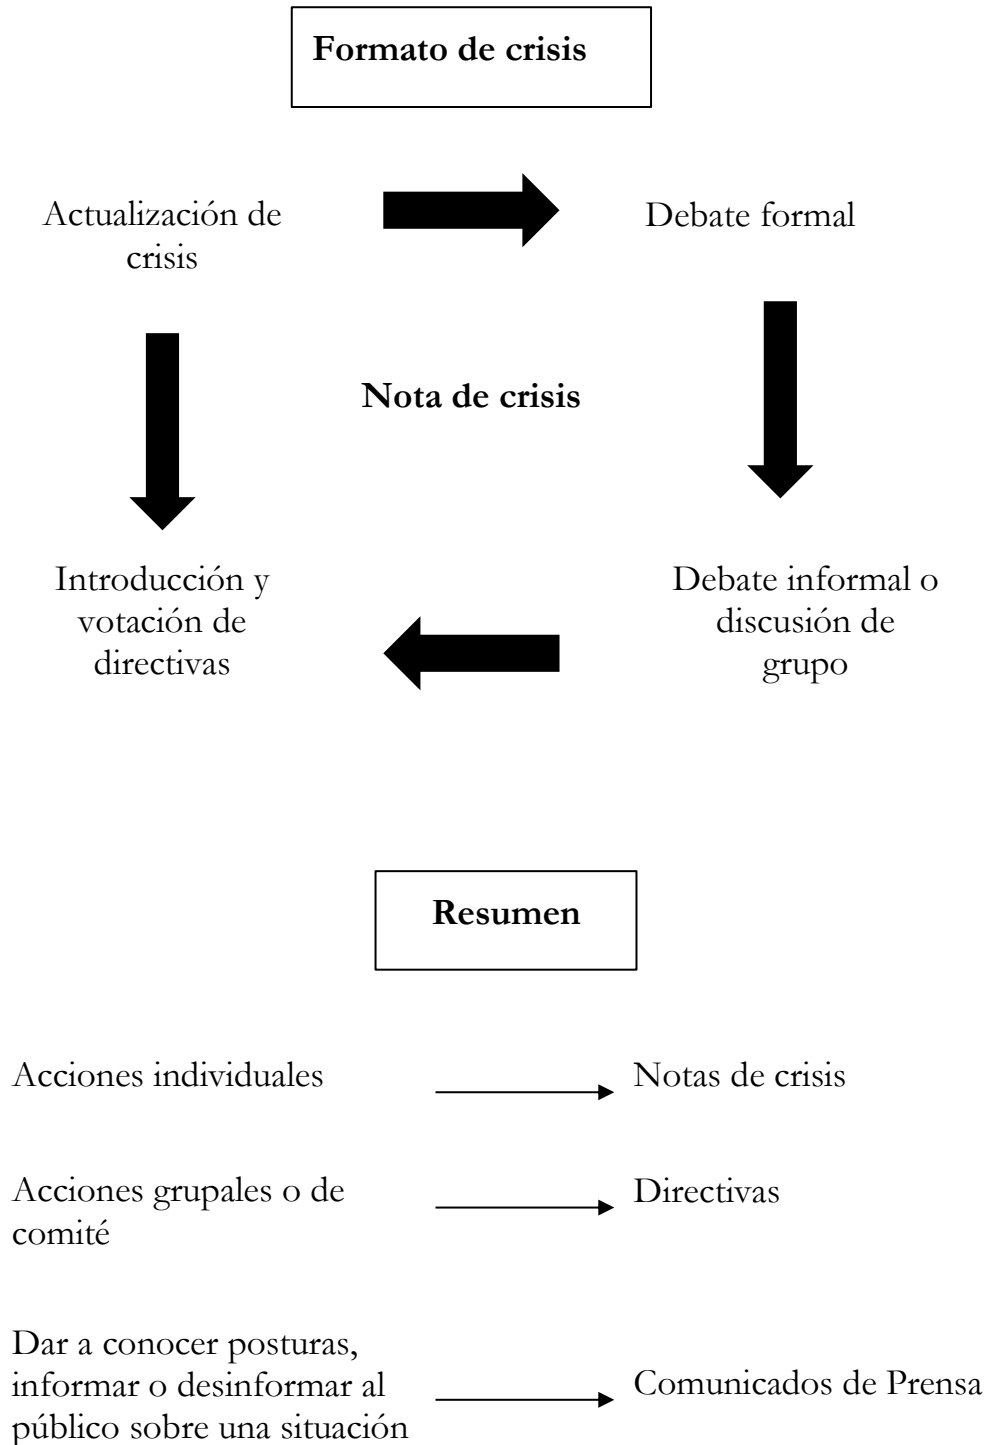 Formato de crisis
Actualización de
crisis
Debate formal
Nota de crisis
Introducción y
votación de
directivas
Debate informal o
discusión de
grupo
Resumen
Acciones individuales
Notas de crisis
Acciones grupales o de
comité
Directivas
Dar a conocer posturas,
informar o desinformar al
público sobre una situación
Comunicados de Prensa